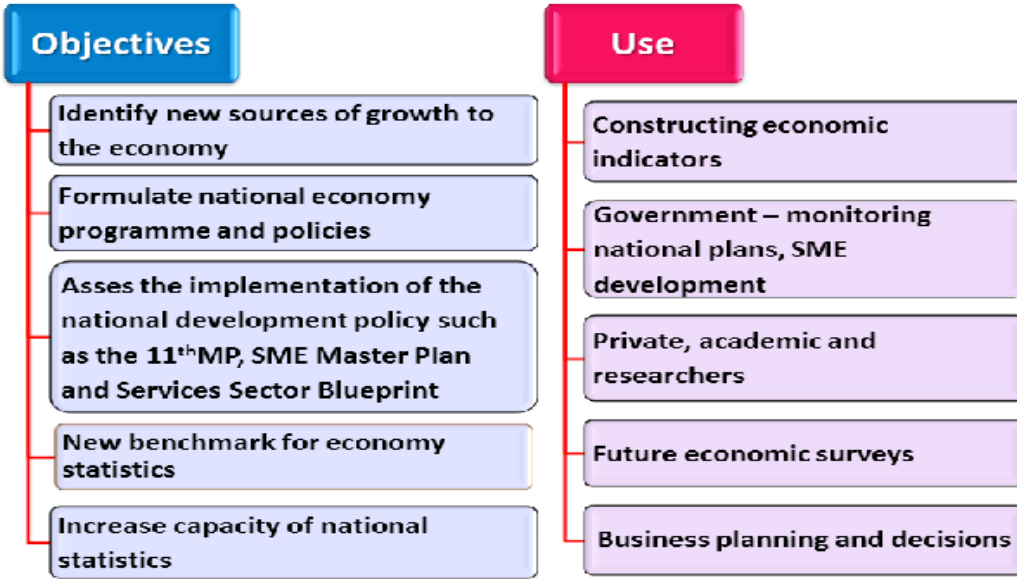 Objectives
Identify new sources of growth to
the economy
Formulate national economy
programme and policies
Asses the implementation of the
national development policy such
as the 11thMP, SME Master Plan
and Services Sector Blueprint
New benchmark for economy
statistics
Increase capacity of national
statistics
Use
Constructing economic
indicators
Government – monitoring
national plans, SME
development
Private, academic and
researchers
Future economic surveys
Business planning and decisions